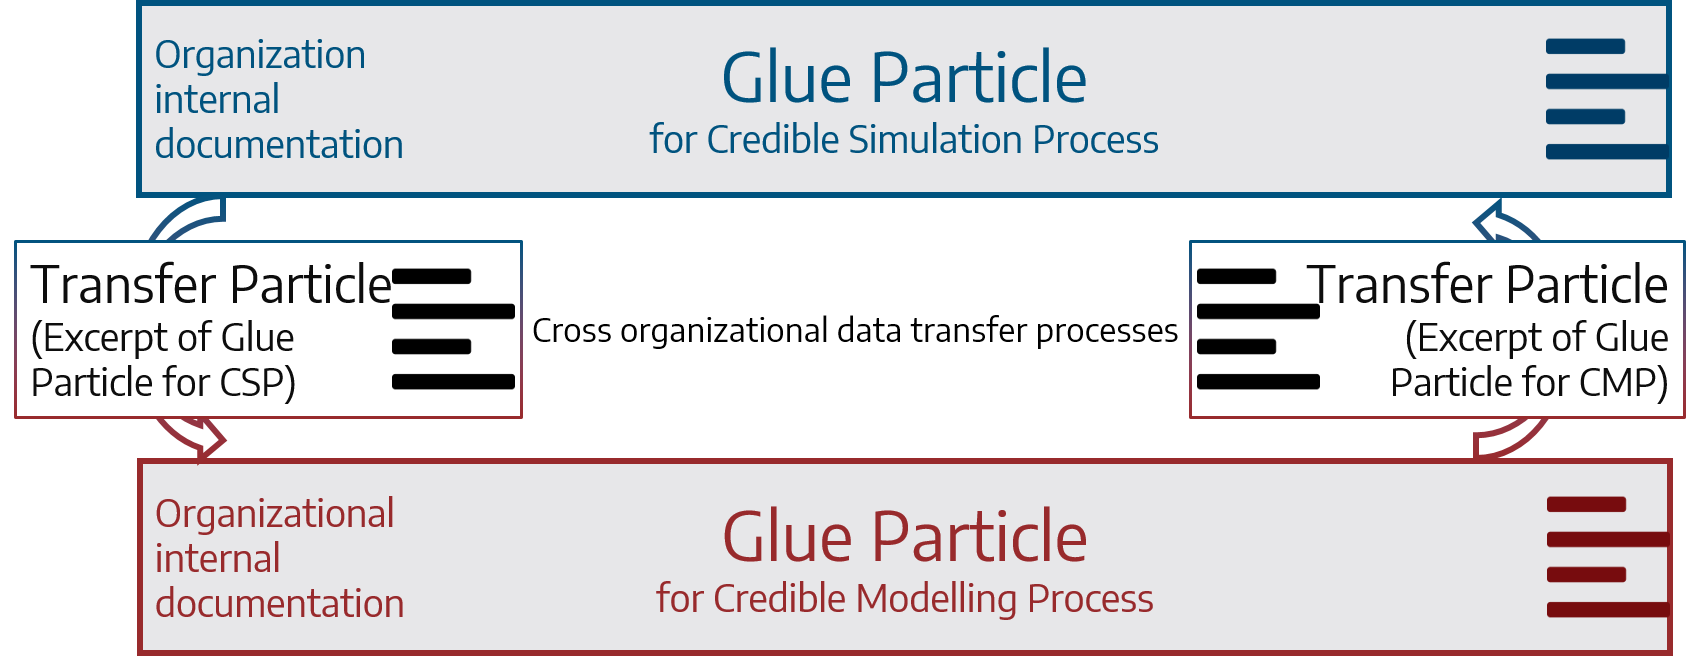 Organization
internal
documentation
Glue Particle
for Credible Simulation Process
Transfer Particle
(Excerpt of Glue
Particle for CSP)
Cross organizational data transfer processes
Transfer Particle
(Excerpt of Glue
Particle for CMP)
Organizational
internal
documentation
Glue Particle
for Credible Modelling Process